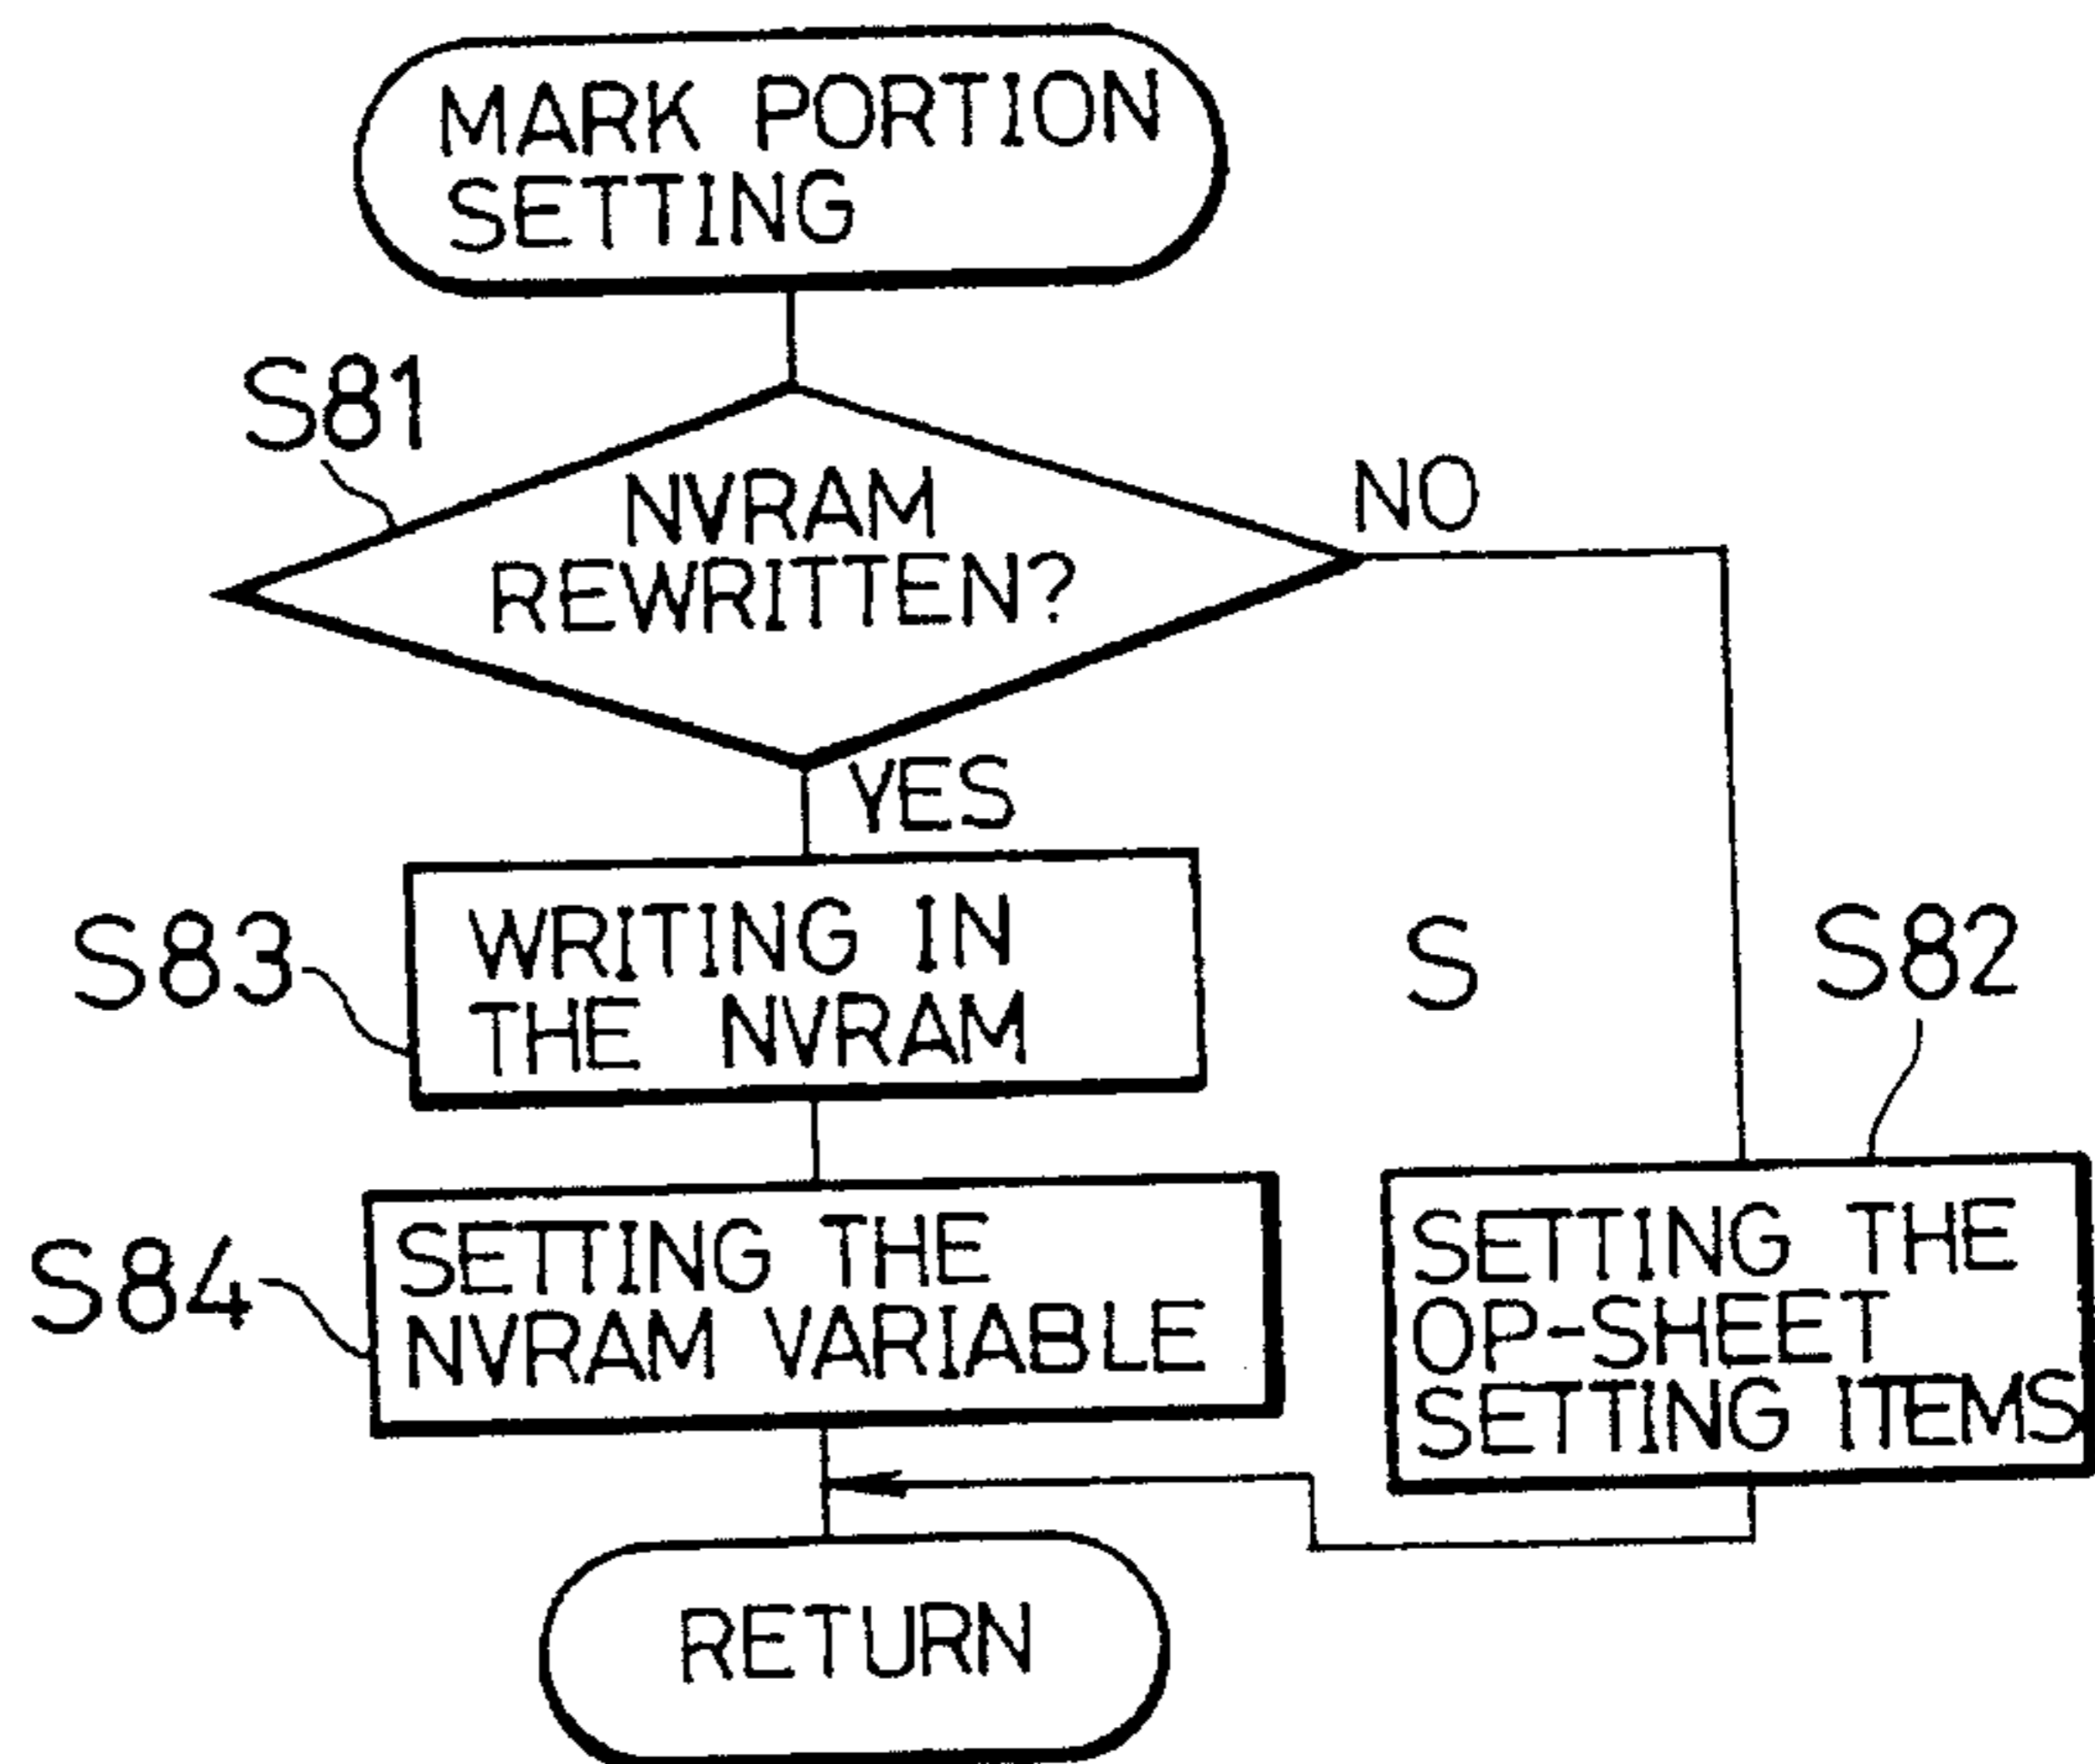 MARK PORTION
SETTING
S81
NVRAM
REWRITTEN?
NO
YES
S83
WRITING IN
THE NVRAM
S
S82
S84
SETTING THE
NVRAM VARIABLE
SETTING THE
OP-SHEET
SETTING ITEMS
RETURN